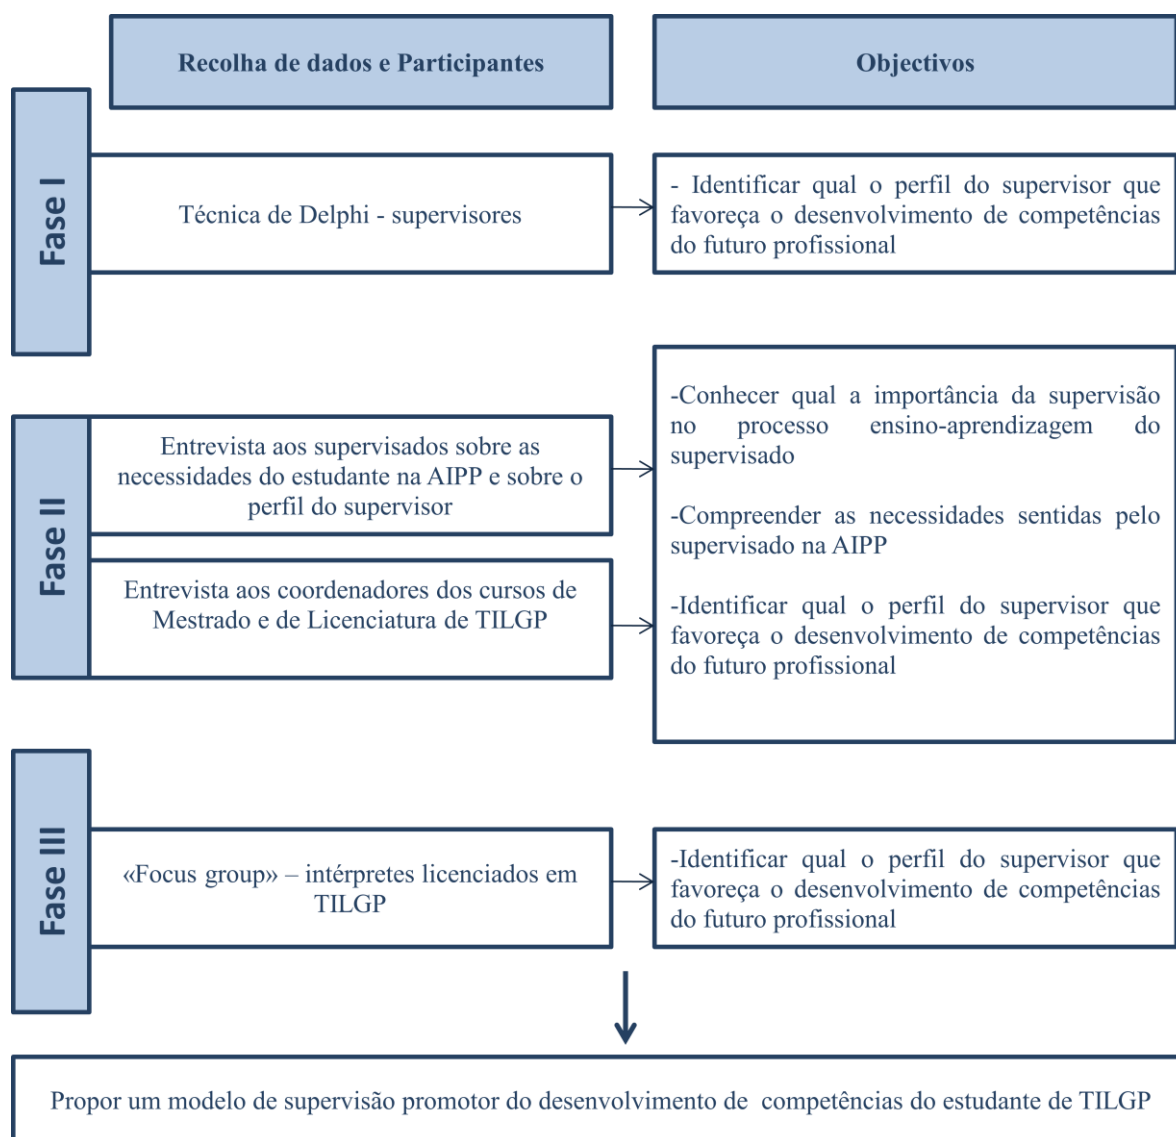 Recolha de dados e Participantes
Objectivos
Fase I
Técnica de Delphi - supervisores
- Identificar qual o perfil do supervisor que
favoreça o desenvolvimento de competências
do futuro profissional
Fase II
Entrevista aos supervisados sobre as
necessidades do estudante na AIPP e sobre o
perfil do supervisor
Entrevista aos coordenadores dos cursos de
Mestrado e de Licenciatura de TILGP
-Conhecer qual a importância da supervisão
no processo ensino-aprendizagem do
supervisado
-Compreender as necessidades sentidas pelo
supervisado na AIPP
-Identificar qual o perfil do supervisor que
favoreça o desenvolvimento de competências
do futuro profissional
Fase III
«Focus group» – intérpretes licenciados em
TILGP
-Identificar qual o perfil do supervisor que
favoreça o desenvolvimento de competências
do futuro profissional
Propor um modelo de supervisão promotor do desenvolvimento de competências do estudante de TILGP